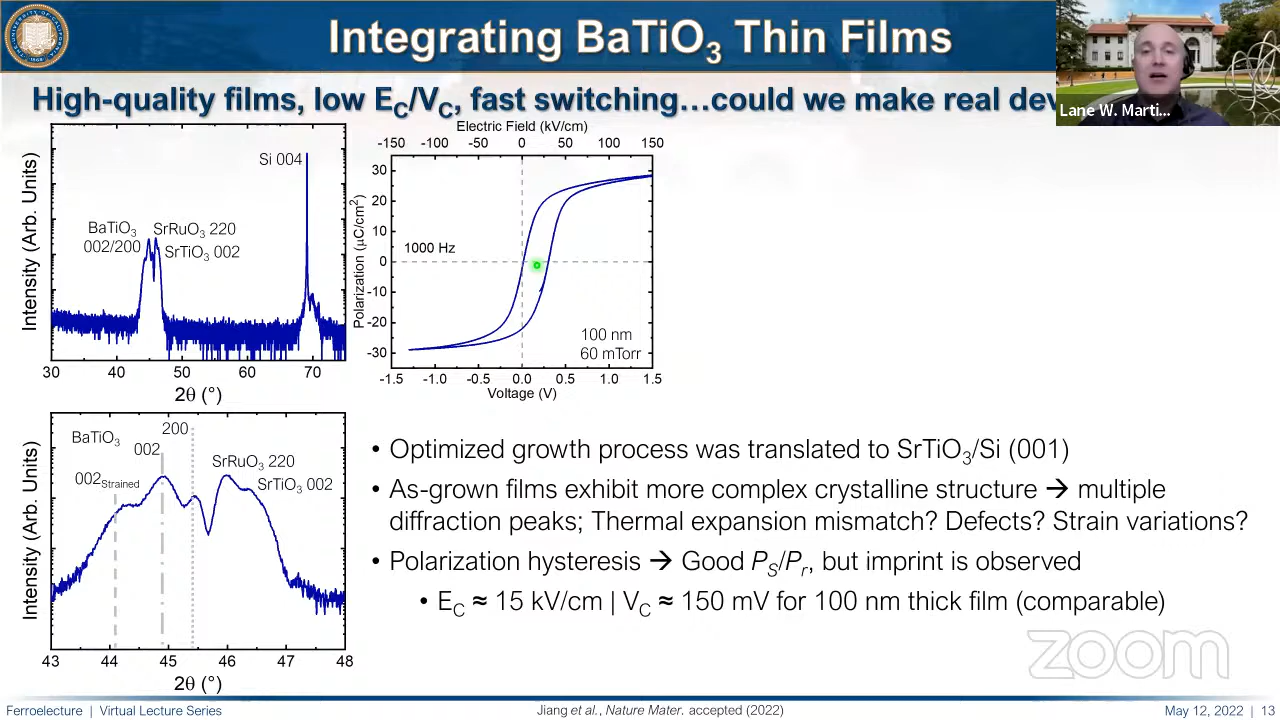 Integrating BaTiO3 Thin Films
High-quality films, low EC/VC, fast switching…could we make real dev
Lane W. Marti...
Intensity (Arb. Units)
Si 004
BaTiO3
002/200
SrRuO3 220
SrTiO3 002
30 40 50 60 70
2θ (°)
Electric Field (kV/cm)
-150 -100 -50 0 50 100 150
Polarization (µC/cm2)
30
20
10
0
-10
-20
-30
1000 Hz
100 nm
60 mTorr
-1.5 -1.0 -0.5 0.0 0.5 1.0 1.5
Voltage (V)
Intensity (Arb. Units)
BaTiO3
200
002
002Strained
SrRuO3 220
SrTiO3 002
43 44 45 46 47 48
2θ (°)
• Optimized growth process was translated to SrTiO3/Si (001)
• As-grown films exhibit more complex crystalline structure → multiple
diffraction peaks; Thermal expansion mismatch? Defects? Strain variations?
• Polarization hysteresis → Good PS/Pr, but imprint is observed
• EC ≈ 15 kV/cm | VC ≈ 150 mV for 100 nm thick film (comparable)
zoom
Ferroelecture | Virtual Lecture Series
Jiang et al., Nature Mater. accepted (2022)
May 12, 2022 | 13